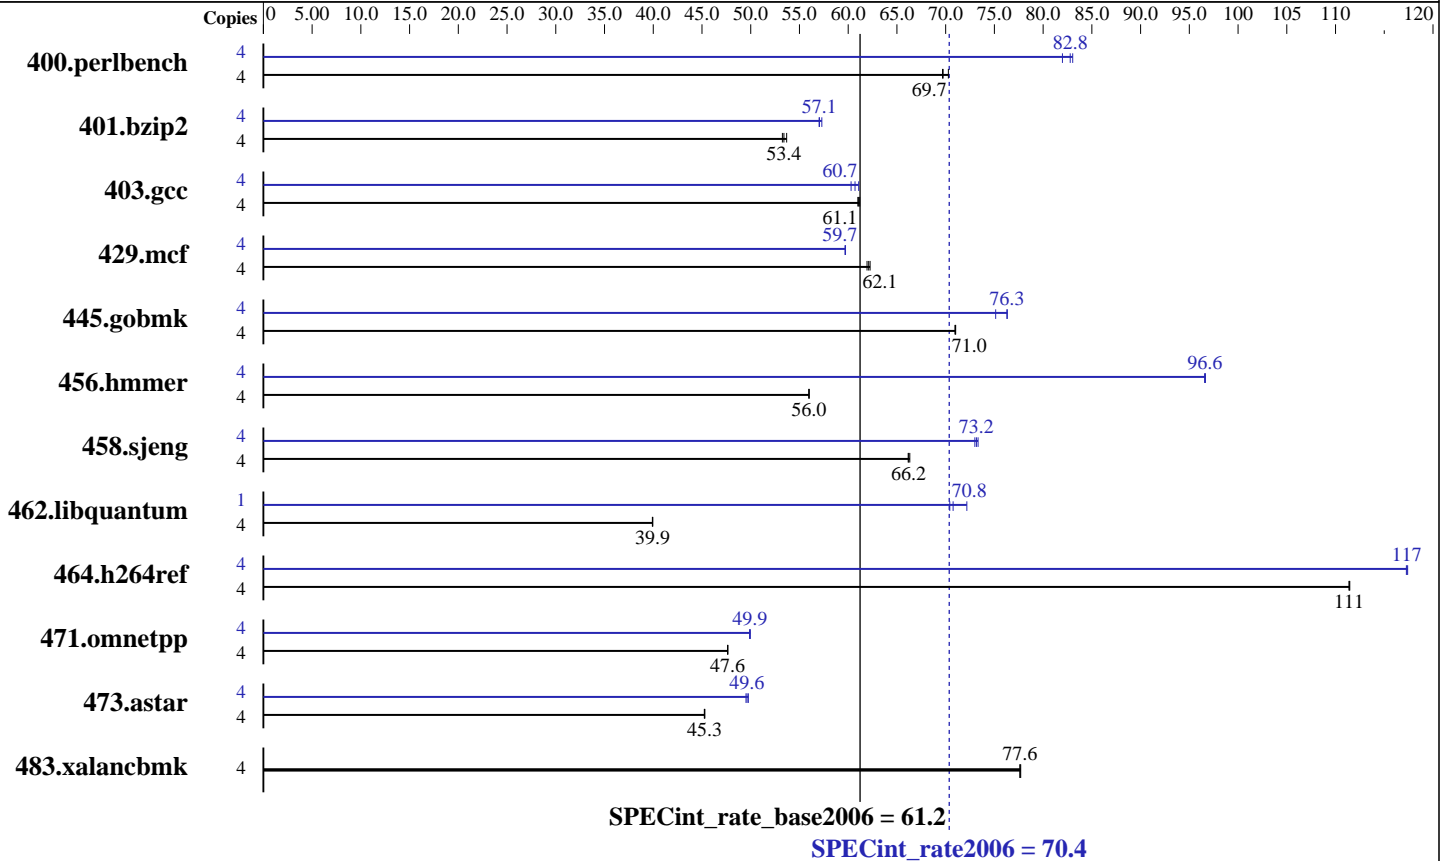 Copies 0 5.00 10.0 15.0 20.0 25.0 30.0 35.0 40.0 45.0 50.0 55.0 60.0 65.0 70.0 75.0 80.0 85.0 90.0 95.0 100 105 110 120
400.perlbench 4 82.8
4 69.7
401.bzip2 4 57.1
4 53.4
403.gcc 4 60.7
4 61.1
429.mcf 4 59.7
4 62.1
445.gobmk 4 76.3
4 71.0
456.hmmer 4 96.6
4 56.0
458.sjeng 4 73.2
4 66.2
462.libquantum 1 70.8
4 39.9
464.h264ref 4 117
4 111
471.omnetpp 4 49.9
4 47.6
473.astar 4 49.6
4 45.3
483.xalancbmk 4 77.6
SPECint_rate_base2006 = 61.2
SPECint_rate2006 = 70.4